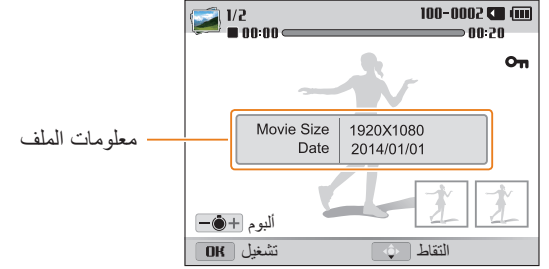 1/2 100-0002
00:00 00:20
Movie Size 1920X1080
Date 2014/01/01
معلومات الملف
ألبوم
تشغيل OK التقاط